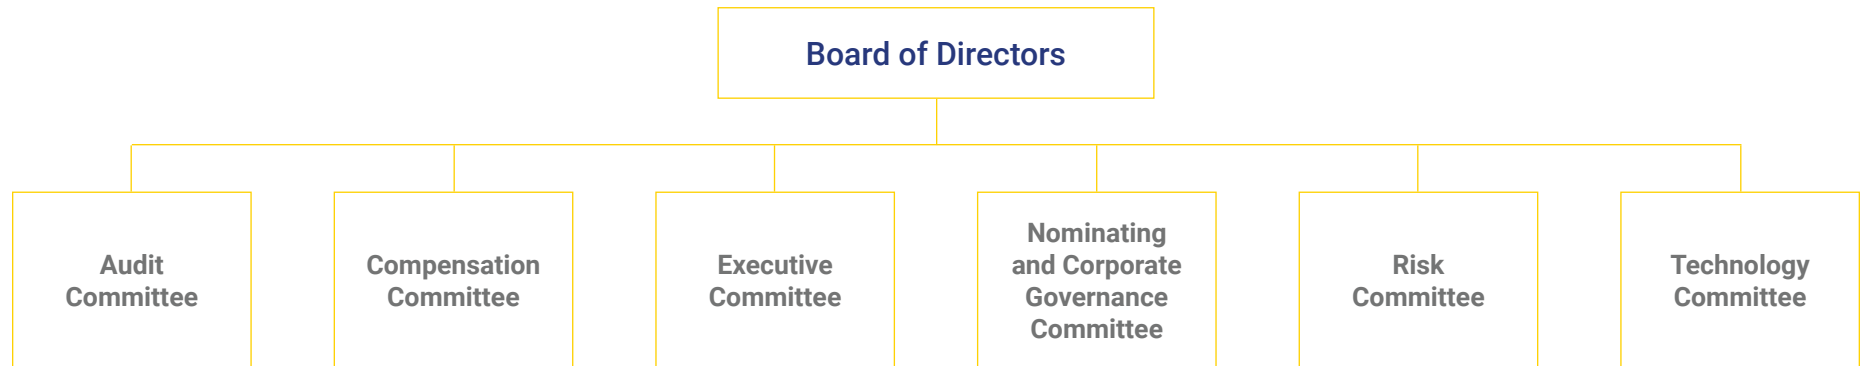 Board of Directors
Audit
Committee
Compensation
Committee
Executive
Committee
Nominating
and Corporate
Governance
Committee
Risk
Committee
Technology
Committee